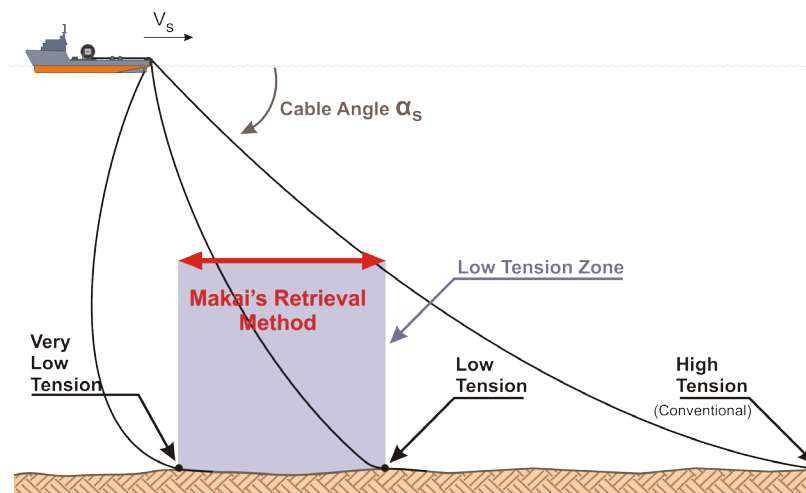 Vs
Cable Angle αs
Low Tension Zone
Makai's Retrieval
Method
Very
Low
Tension
Low
Tension
High
Tension
(Conventional)